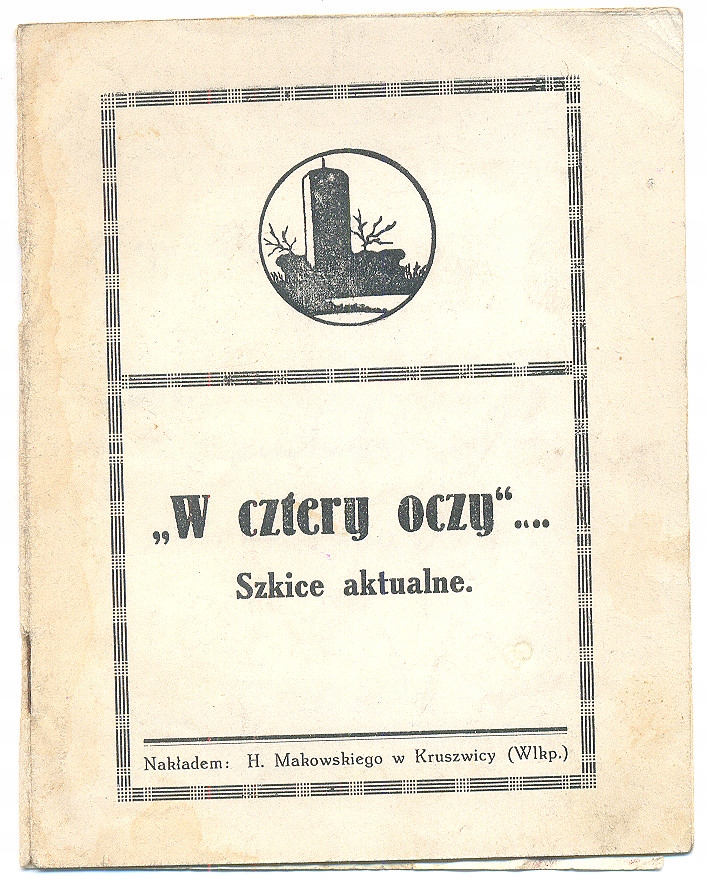 „W cztery oczy“....
Szkice aktualne.
Nakładem: H. Makowskiego w Kruszwicy (Wlkp.)